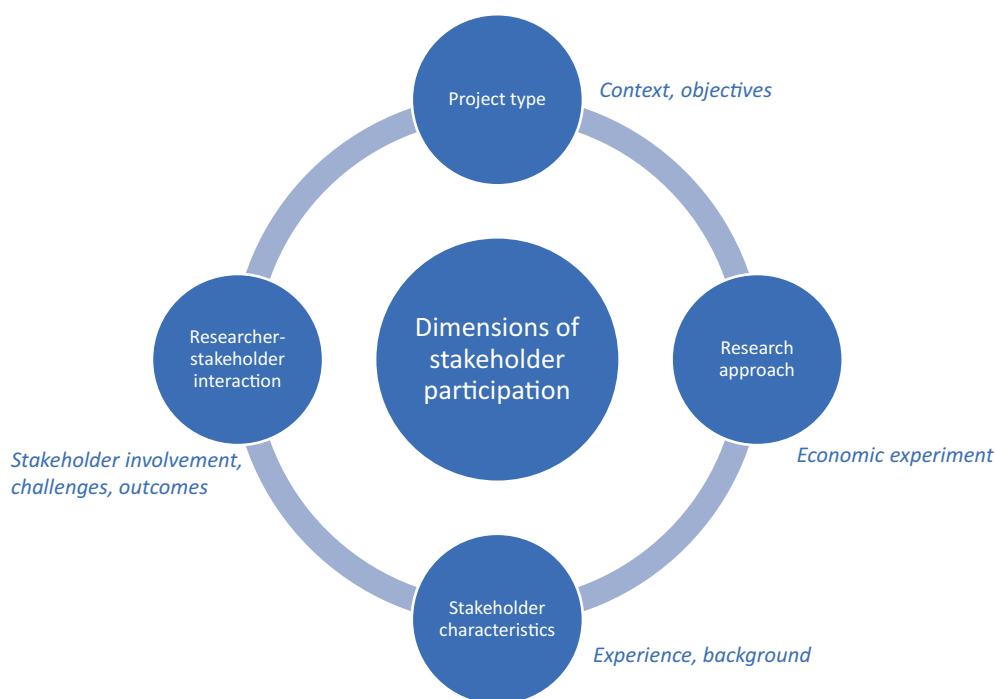 Project type
Context, objectives
Researcher-
stakeholder
interaction
Dimensions of
stakeholder
participation
Research
approach
Stakeholder involvement,
challenges, outcomes
Economic experiment
Stakeholder
characteristics
Experience, background